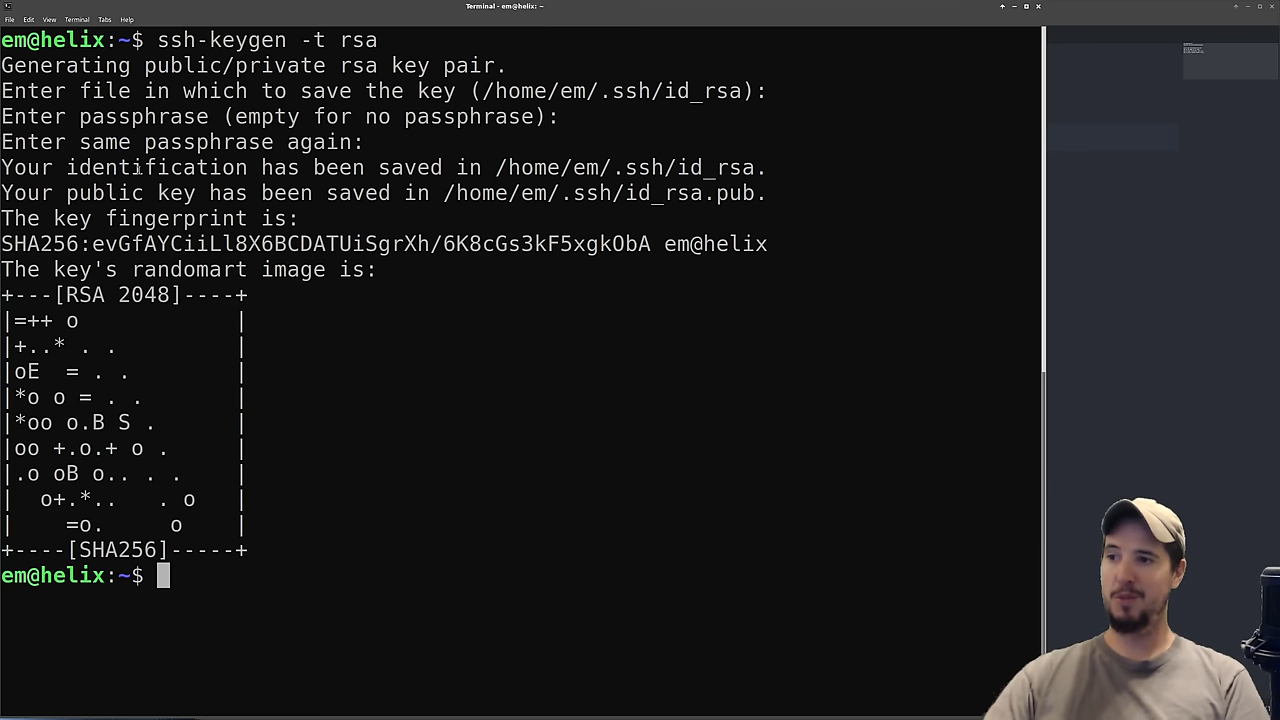 Terminal - em@helix: ~
File Edit View Terminal Tabs Help
em@helix:~$ ssh-keygen -t rsa
Generating public/private rsa key pair.
Enter file in which to save the key (/home/em/.ssh/id_rsa):
Enter passphrase (empty for no passphrase):
Enter same passphrase again:
Your identification has been saved in /home/em/.ssh/id_rsa.
Your public key has been saved in /home/em/.ssh/id_rsa.pub.
The key fingerprint is:
SHA256:evGfAYCiiLl8X6BCDATUiSgrXh/6K8cGs3kF5xgkObA em@helix
The key's randomart image is:
+---[RSA 2048]----+
|=++ o            |
|+..* . .         |
|oE  = . .        |
|*o o = . .       |
|*oo o.B S .      |
|oo +.o.+ o .     |
|.o oB o.. . .    |
|  o+.*..   . o   |
|    =o.     o    |
+----[SHA256]-----+
em@helix:~$